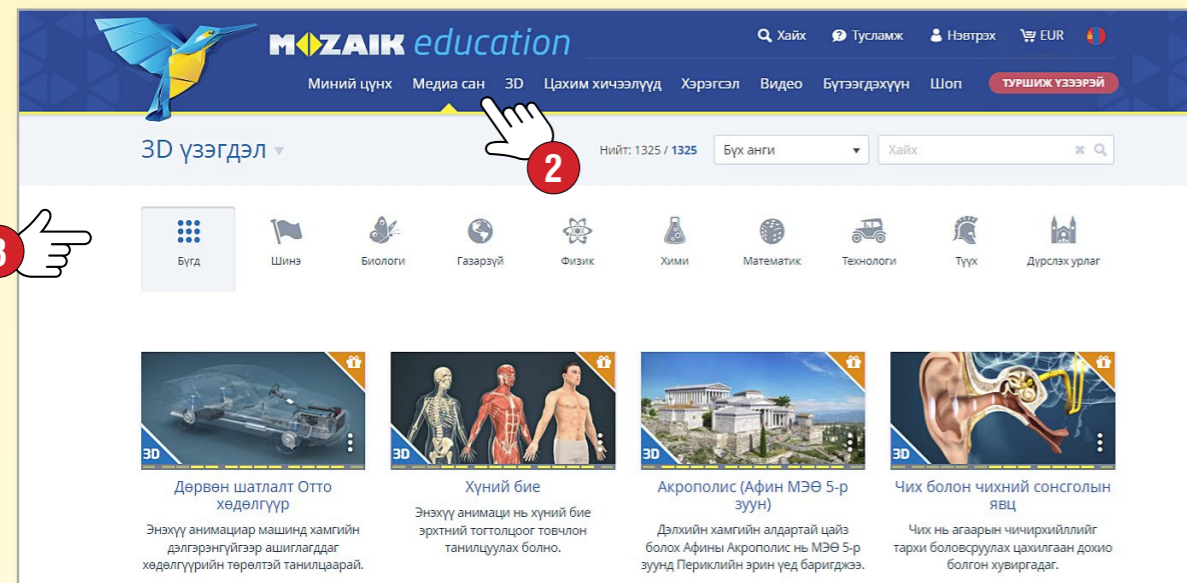 MOZAIK education
Хайх Тусламж Нэвтрэх EUR
Миний цүнх Медиа сан 3D Цахим хичээлүүд Хэрэгсэл Видео Бүтээгдэхүүн Шоп ТУРШИЖ ҮЗЭЭРЭЙ
2
3D үзэгдэл
Нийт: 1325 / 1325
Бүх анги
Хайх
Бүгд Шинэ Биологи Газарзүй Физик Хими Математик Технологи Түүх Дүрслэх урлаг
3D
3D
3D
3D
Дөрвөн шатлалт Отто
хөдөлгүүр
Энэхүү анимациар машинд хамгийн
дэлгэрэнгүйгээр ашиглагддаг
хөдөлгүүрийн төрөлтэй танилцаарай.
Хүний бие
Энэхүү анимаци нь хүний бие
эрхтний тогтолцоог товчлон
танилцуулах болно.
Акрополис (Афин МЭӨ 5-р
зуун)
Дэлхийн хамгийн алдартай цайз
болох Афины Акрополис нь МЭӨ 5-р
зуунд Периклийн эрин үед баригджээ.
Чих болон чихний сонсголын
явц
Чих нь агаарын чичирхийллийг
тархи боловсруулах цахилгаан дохио
болгон хувиргадаг.